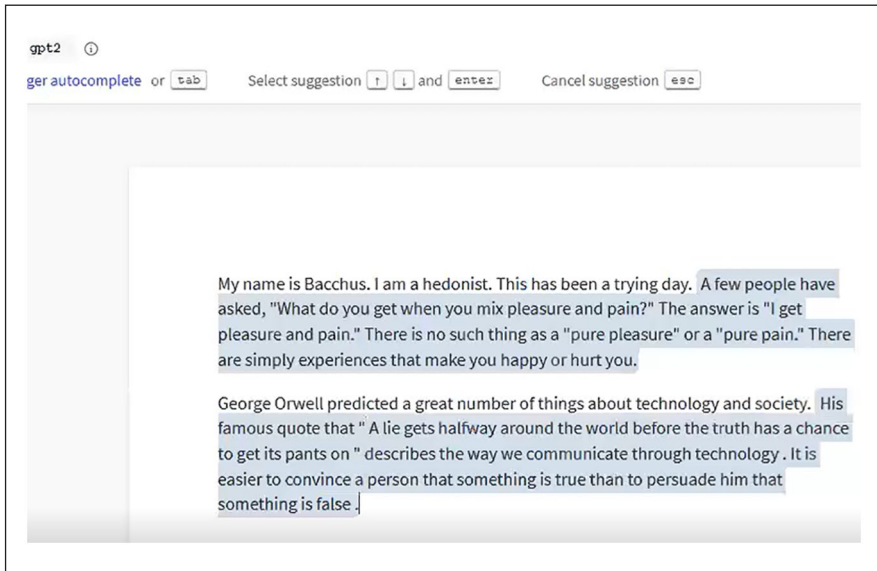 gpt2
ger autocomplete or tab Select suggestion ↑ ↓ and enter Cancel suggestion esc
My name is Bacchus. I am a hedonist. This has been a trying day. A few people have
asked, "What do you get when you mix pleasure and pain?" The answer is "I get
pleasure and pain." There is no such thing as a "pure pleasure" or a "pure pain." There
are simply experiences that make you happy or hurt you.
George Orwell predicted a great number of things about technology and society. His
famous quote that " A lie gets halfway around the world before the truth has a chance
to get its pants on " describes the way we communicate through technology . It is
easier to convince a person that something is true than to persuade him that
something is false .